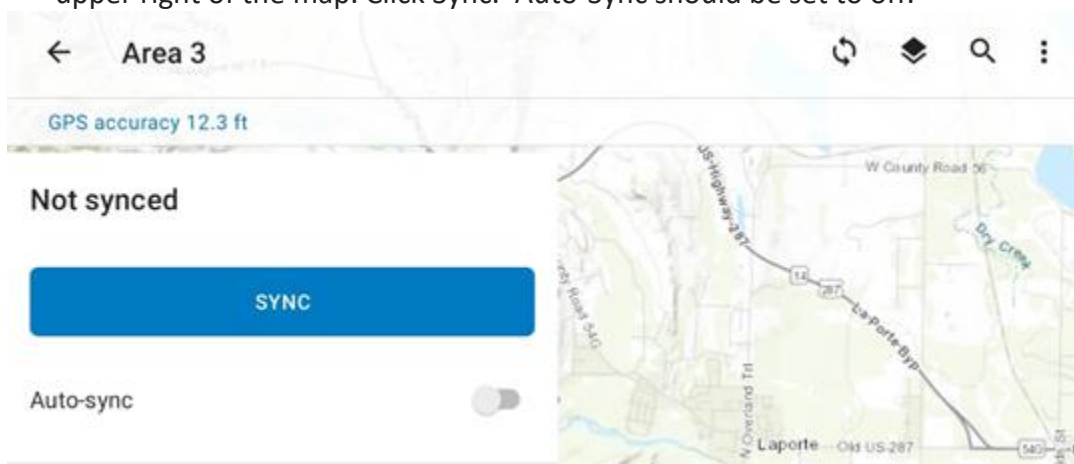 upper right of the map. Click Sync. Auto-Sync should be set to off.
Area 3
GPS accuracy 12.3 ft
Not synced
SYNC
Auto-sync
US-Highway-287
W County Road 56
Dry Creek
14
287
La-Porte-Byp
County Road 54G
N Overland Trl
Laporte
Old US-287
54G